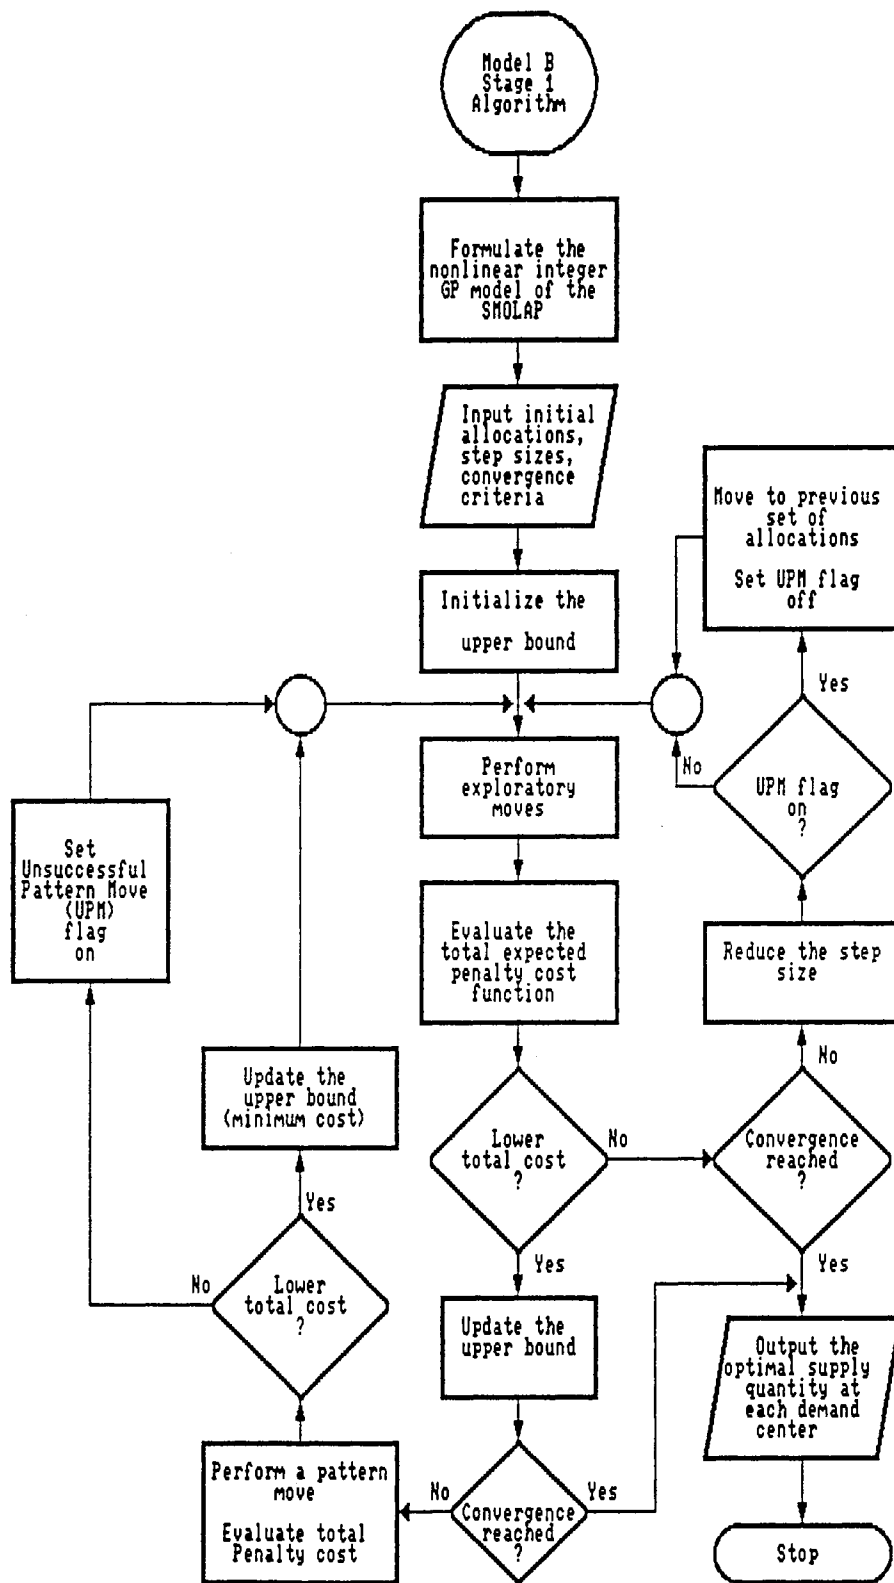 Model B
Stage 1
Algorithm
Formulate the
nonlinear integer
GP model of the
SMOLAP
Input initial
allocations,
step sizes,
convergence
criteria
Initialize the
upper bound
Move to previous
set of
allocations
Set UPM flag
off
Yes
No
UPM flag
on
?
Perform
exploratory
moves
Set
Unsuccessful
Pattern Move
(UPM)
flag
on
Evaluate the
total expected
penalty cost
function
Reduce the step
size
No
Update the
upper bound
(minimum cost)
Lower
total cost
?
No
Convergence
reached
?
Yes
Yes
Yes
No
Lower
total cost
?
Update the
upper bound
Output the
optimal supply
quantity at
each demand
center
Perform a pattern
move
Evaluate total
Penalty cost
No
Convergence
reached
?
Yes
Stop